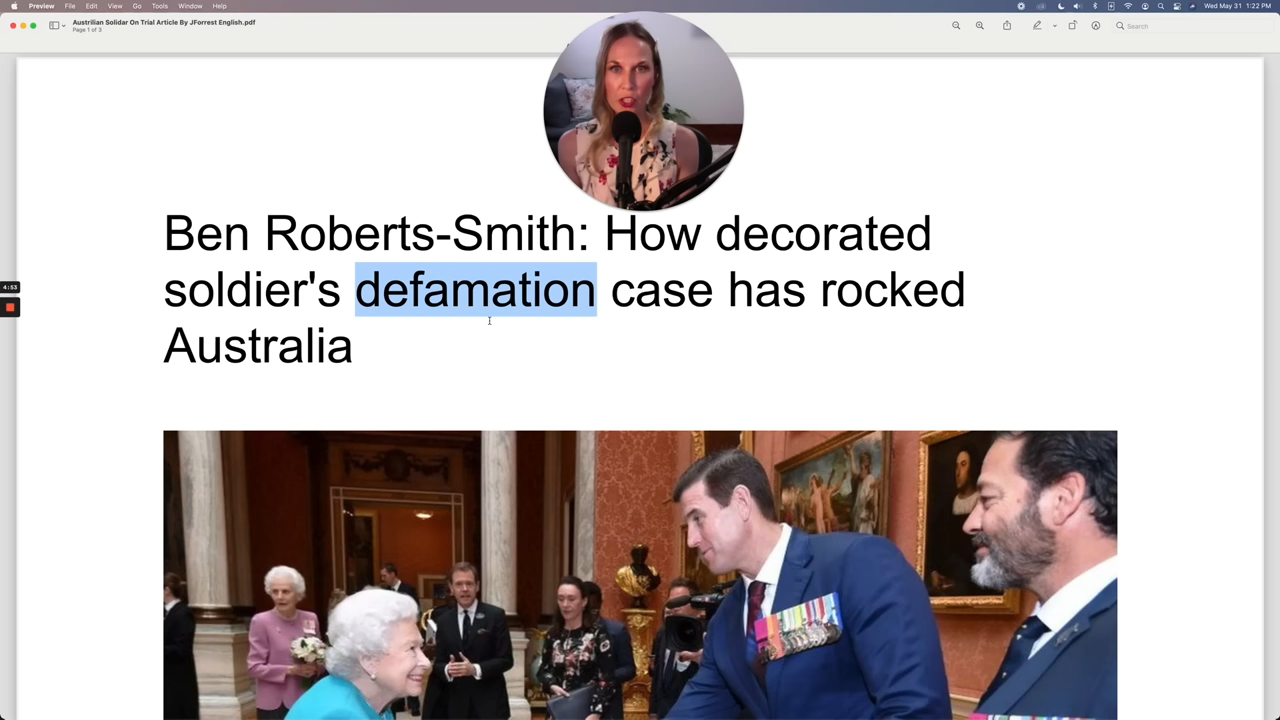 Preview File Edit View Go Tools Window Help
Wed May 31 1:22 PM
Australian Solidar On Trial Article By JForrest English.pdf
Page 1 of 3
Search
Ben Roberts-Smith: How decorated
soldier's defamation case has rocked
Australia
4:53